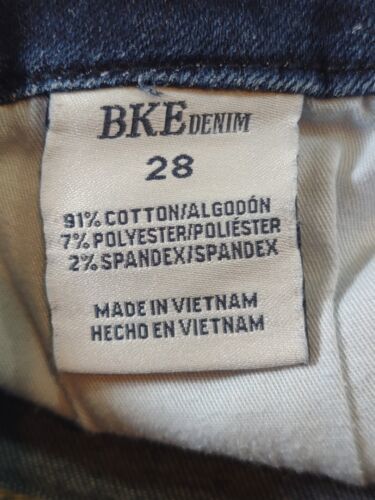 BKE DENIM
28
91% COTTON/ALGODÓN
7% POLYESTER/POLIÉSTER
2% SPANDEX/SPANDEX
MADE IN VIETNAM
HECHO EN VIETNAM